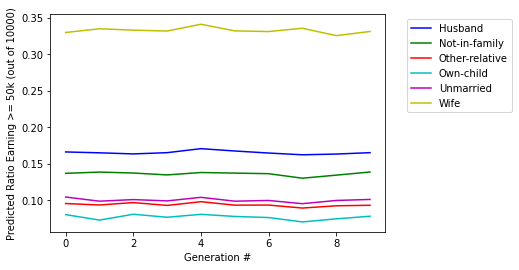 Predicted Ratio Earning >= 50k (out of 10000)
0.35
0.30
0.25
0.20
0.15
0.10
0
2
4
6
8
Generation #
Husband
Not-in-family
Other-relative
Own-child
Unmarried
Wife